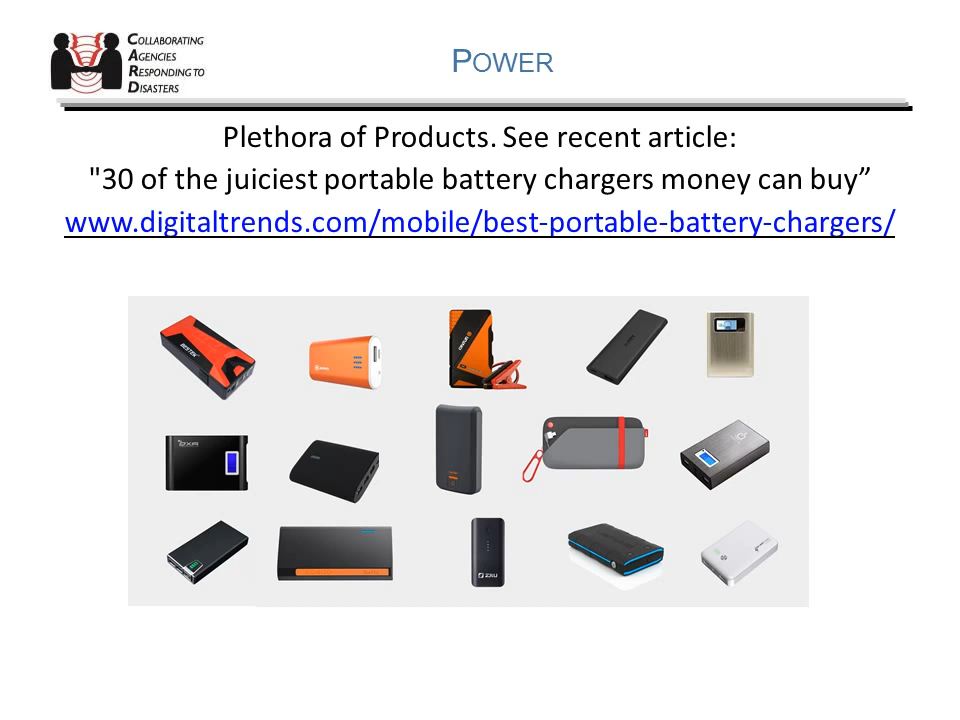 COLLABORATING
AGENCIES
RESPONDING TO
DISASTERS
POWER
Plethora of Products. See recent article:
"30 of the juiciest portable battery chargers money can buy”
www.digitaltrends.com/mobile/best-portable-battery-chargers/
BESTEK